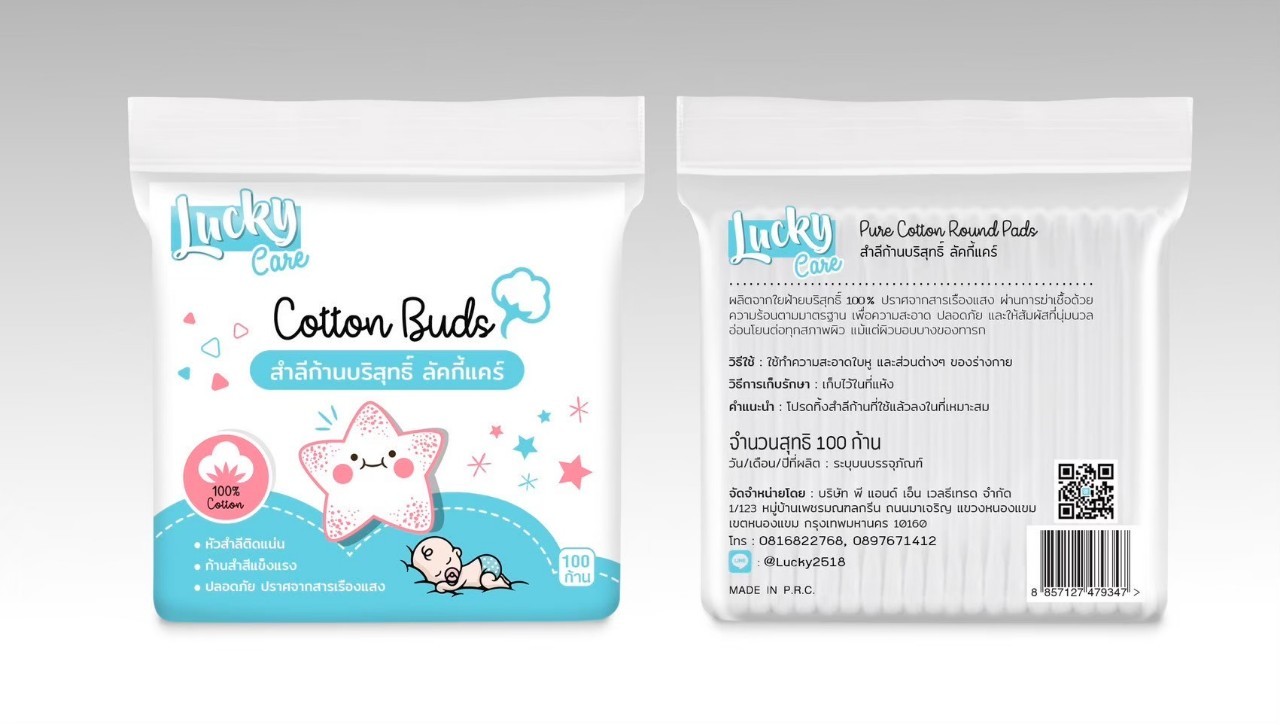 Lucky
Care
Cotton Buds
สำลีก้านบริสุทธิ์ ลัคกี้แคร์
100%
Cotton
• หัวสำลีติดแน่น
• ก้านสำสีแข็งแรง
• ปลอดภัย ปราศจากสารเรืองแสง
100
ก้าน
Lucky
Care
Pure Cotton Round Pads
สำลีก้านบริสุทธิ์ ลัคกี้แคร์
ผลิตจากใยฝ้ายบริสุทธิ์ 100% ปราศจากสารเรืองแสง ผ่านการฆ่าเชื้อด้วย
ความร้อนตามมาตรฐาน เพื่อความสะอาด ปลอดภัย และให้สัมผัสที่นุ่มนวล
อ่อนโยนต่อทุกสภาพผิว แม้แต่ผิวบอบบางของทารก
วิธีใช้ : ใช้ทำความสะอาดใบหู และส่วนต่างๆ ของร่างกาย
วิธีการเก็บรักษา : เก็บไว้ในที่แห้ง
คำแนะนำ : โปรดทิ้งสำลีก้านที่ใช้แล้วลงในที่เหมาะสม
จำนวนสุทธิ 100 ก้าน
วัน/เดือน/ปีที่ผลิต : ระบุบนบรรจุภัณฑ์
จัดจำหน่ายโดย : บริษัท พี แอนด์ เอ็น เวลธ์เทรด จำกัด
1/123 หมู่บ้านเพชรมณฑลกรีน ถนนมาเจริญ แขวงหนองแขม
เขตหนองแขม กรุงเทพมหานคร 10160
โทร : 0816822768, 0897671412
LINE : @Lucky2518
MADE IN P.R.C.
8 857127 479347 >